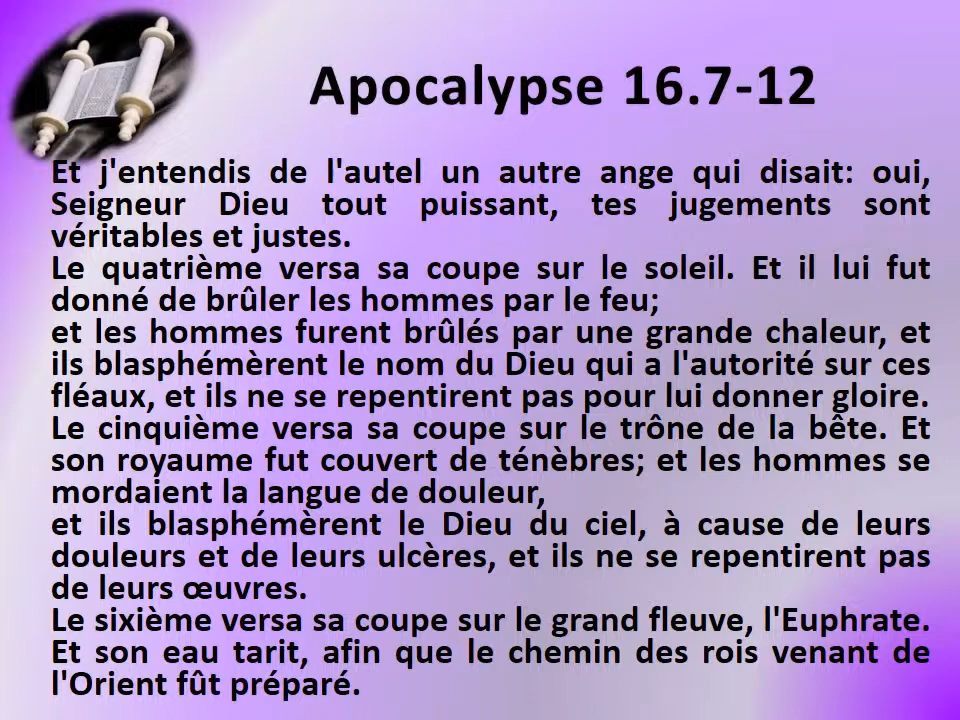 Apocalypse 16.7-12
Et j'entendis de l'autel un autre ange qui disait: oui,
Seigneur Dieu tout puissant, tes jugements sont
véritables et justes.
Le quatrième versa sa coupe sur le soleil. Et il lui fut
donné de brûler les hommes par le feu;
et les hommes furent brûlés par une grande chaleur, et
ils blasphémèrent le nom du Dieu qui a l'autorité sur ces
fléaux, et ils ne se repentirent pas pour lui donner gloire.
Le cinquième versa sa coupe sur le trône de la bête. Et
son royaume fut couvert de ténèbres; et les hommes se
mordaient la langue de douleur,
et ils blasphémèrent le Dieu du ciel, à cause de leurs
douleurs et de leurs ulcères, et ils ne se repentirent pas
de leurs œuvres.
Le sixième versa sa coupe sur le grand fleuve, l'Euphrate.
Et son eau tarit, afin que le chemin des rois venant de
l'Orient fût préparé.